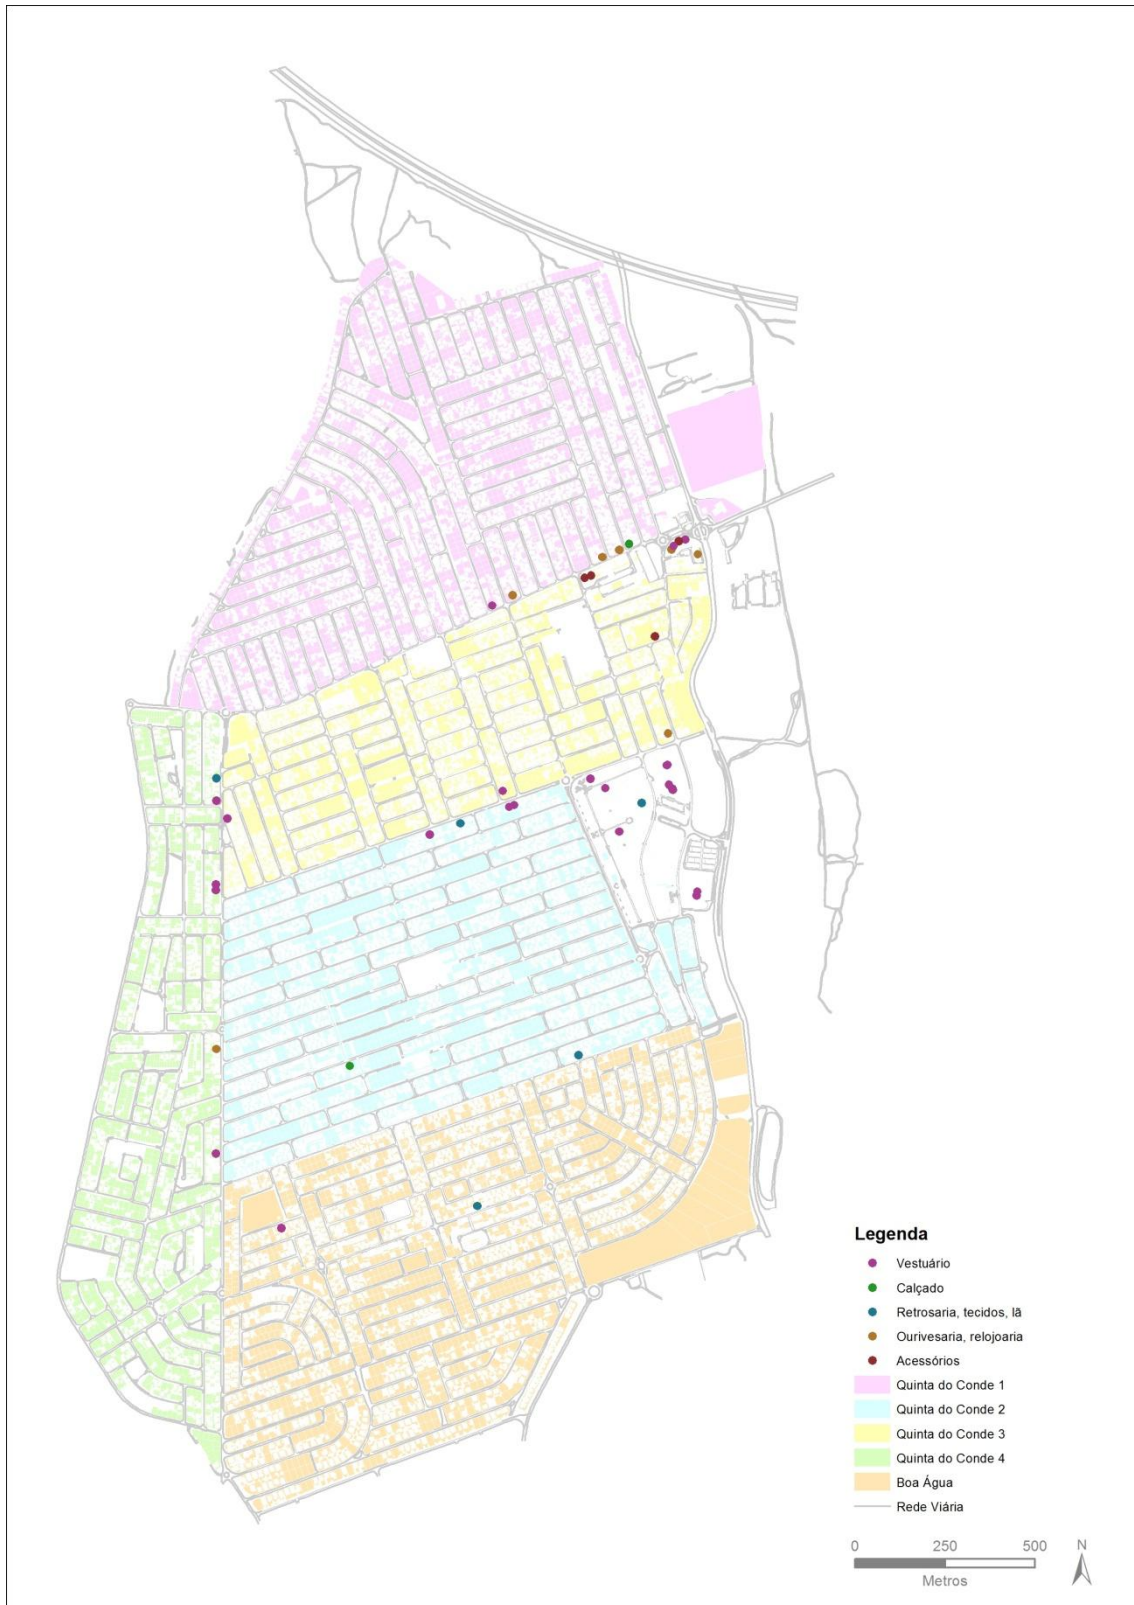 Legenda
Vestuário
Calçado
Retrosaria, tecidos, lã
Ourivesaria, relojoaria
Acessórios
Quinta do Conde 1
Quinta do Conde 2
Quinta do Conde 3
Quinta do Conde 4
Boa Água
Rede Viária
0 250 500 N
Metros